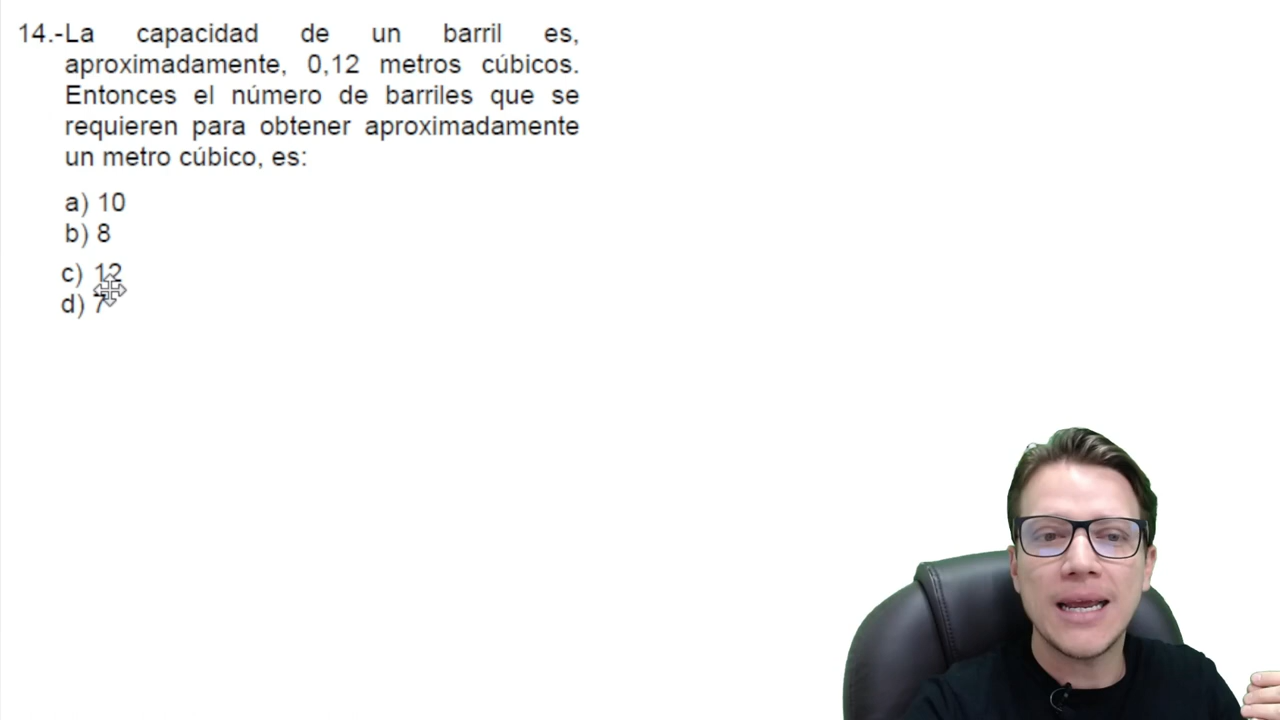 14.-La capacidad de un barril es,
aproximadamente, 0,12 metros cúbicos.
Entonces el número de barriles que se
requieren para obtener aproximadamente
un metro cúbico, es:
a) 10
b) 8
c) 12
d) 7